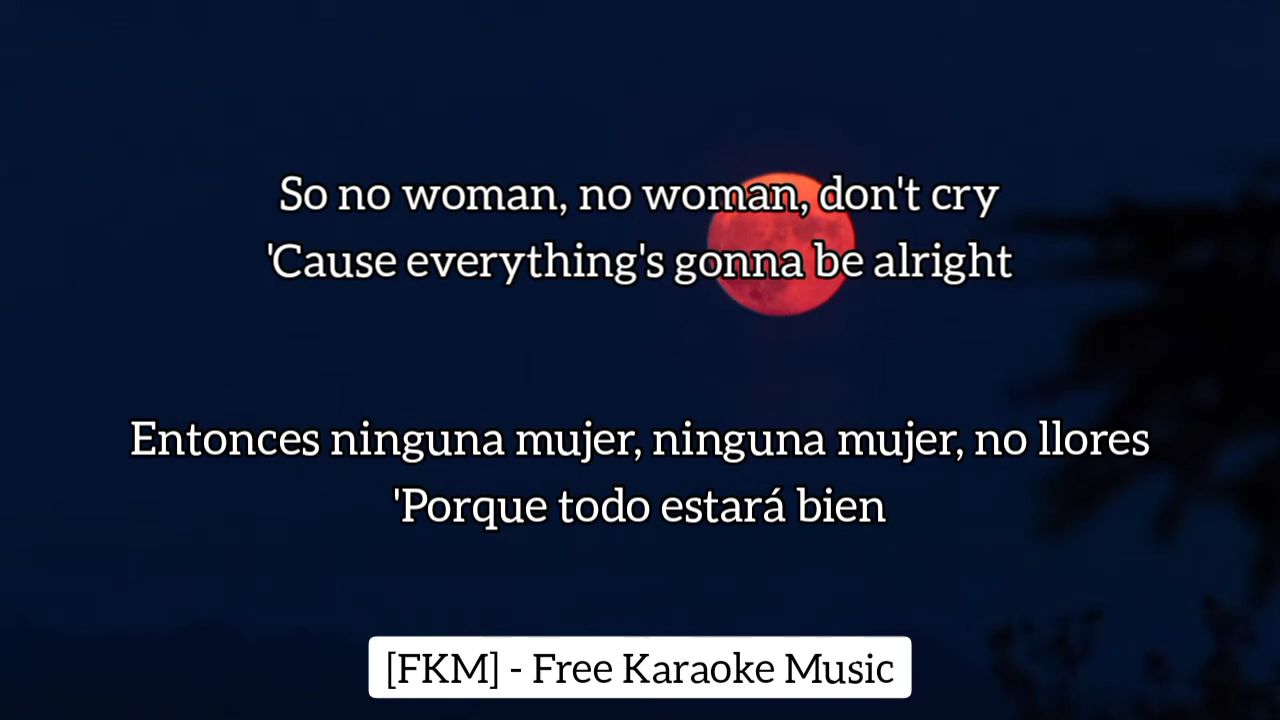 So no woman, no woman, don't cry
'Cause everything's gonna be alright
Entonces ninguna mujer, ninguna mujer, no llores
'Porque todo estará bien
[FKM] - Free Karaoke Music